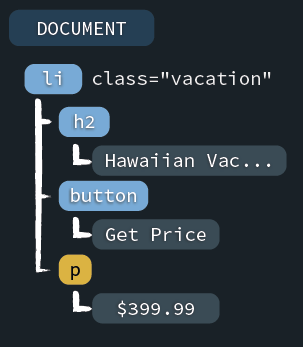 DOCUMENT
li class="vacation"
h2
Hawaiian Vac...
button
Get Price
p
$399.99